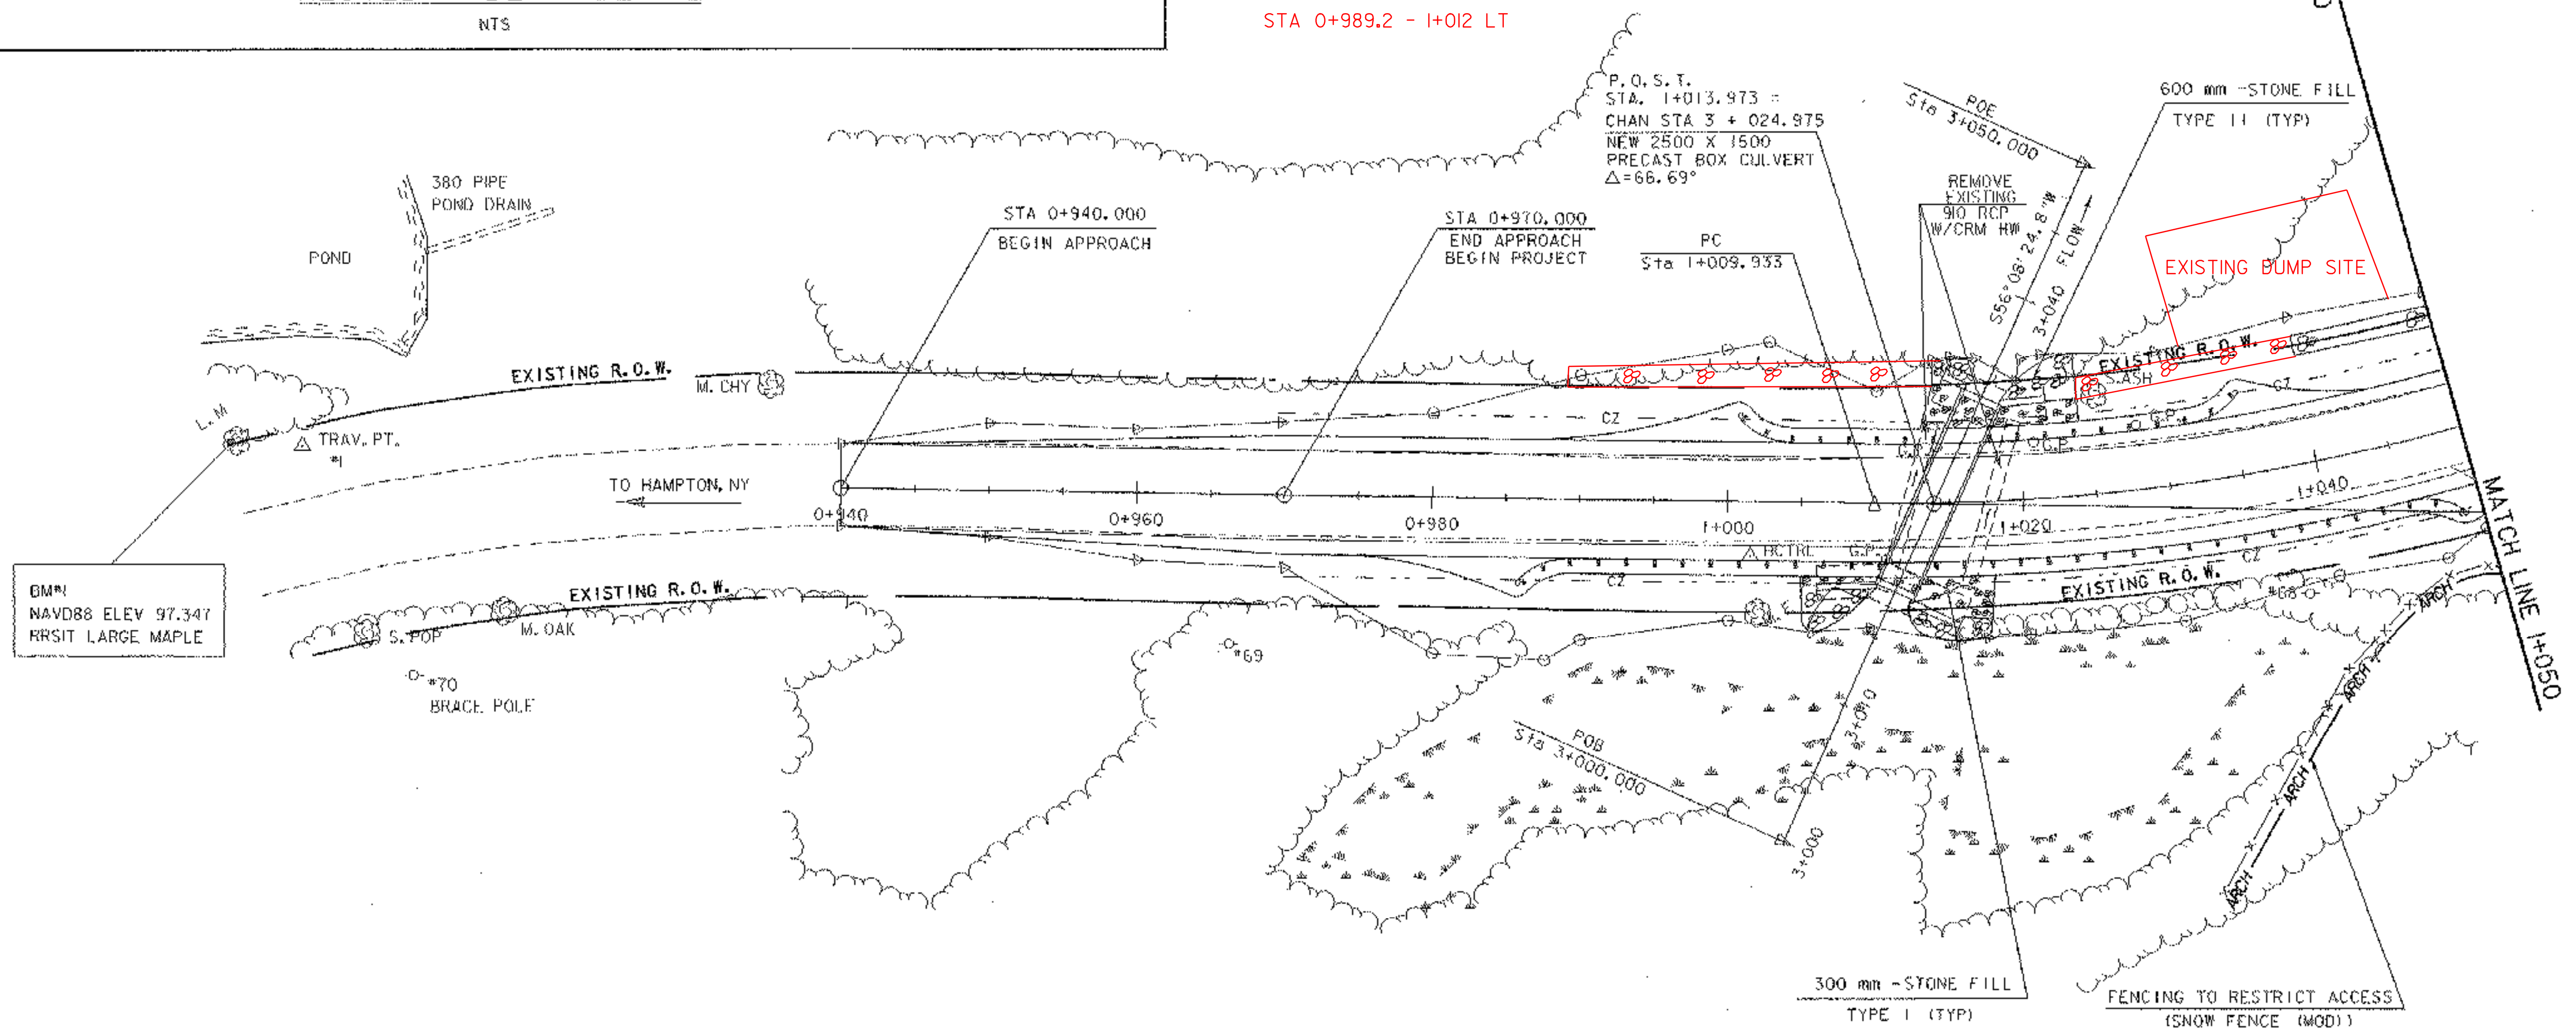 NTS
STA 0+989.2 - 1+012 LT
P.O.S.T.
STA. 1+013.973 =
CHAN STA 3 + 024.975
NEW 2500 X 1500
PRECAST BOX CULVERT
△=66.69°
POE
Sta 3+050.000
600 mm -STONE FILL
TYPE II (TYP)
380 PIPE
POND DRAIN
POND
STA 0+940.000
BEGIN APPROACH
STA 0+970.000
END APPROACH
BEGIN PROJECT
PC
Sta 1+009.933
REMOVE
EXISTING
910 RCP
W/CRM HW
S56°08'24.8"W
3+040
FLOW
EXISTING DUMP SITE
EXISTING R.O.W.
M. CHY
EXISTING R.O.W.
S.ASH
L.M
TRAV. PT.
#1
CZ
CZ
G.P.
G.P.
TO HAMPTON, NY
0+940
0+960
0+980
1+000
1+020
1+040
HCTRL
G.P.
CZ
CZ
MATCH LINE 1+050
BM#1
NAVD88 ELEV 97.347
RRSIT LARGE MAPLE
EXISTING R.O.W.
EXISTING R.O.W.
S. POP
M. OAK
#68
ARCH
#69
#70
BRACE POLE
3+010
ARCH
POB
Sta 3+000.000
3+000
ARCH
ARCH
300 mm -STONE FILL
TYPE I (TYP)
FENCING TO RESTRICT ACCESS
(SNOW FENCE (MOD))